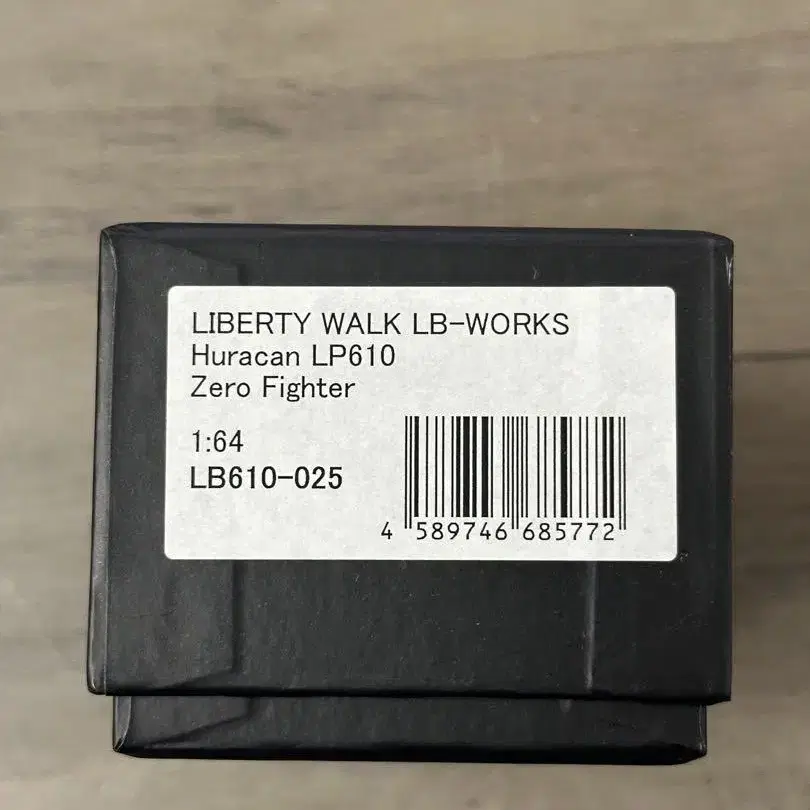 LIBERTY WALK LB-WORKS
Huracan LP610
Zero Fighter
1:64
LB610-025
4 589746 685772